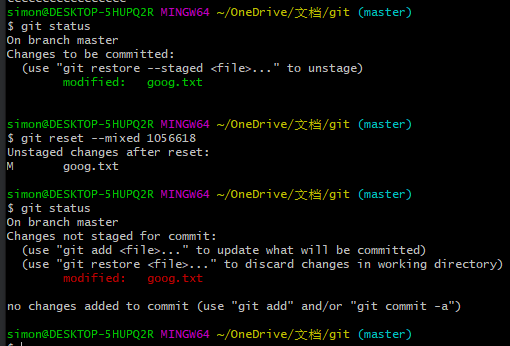 simon@DESKTOP-5HUPQ2R MINGW64 ~/OneDrive/文档/git (master)
$ git status
On branch master
Changes to be committed:
  (use "git restore --staged <file>..." to unstage)
        modified:   goog.txt

simon@DESKTOP-5HUPQ2R MINGW64 ~/OneDrive/文档/git (master)
$ git reset --mixed 1056618
Unstaged changes after reset:
M       goog.txt

simon@DESKTOP-5HUPQ2R MINGW64 ~/OneDrive/文档/git (master)
$ git status
On branch master
Changes not staged for commit:
  (use "git add <file>..." to update what will be committed)
  (use "git restore <file>..." to discard changes in working directory)
        modified:   goog.txt

no changes added to commit (use "git add" and/or "git commit -a")

simon@DESKTOP-5HUPQ2R MINGW64 ~/OneDrive/文档/git (master)
$